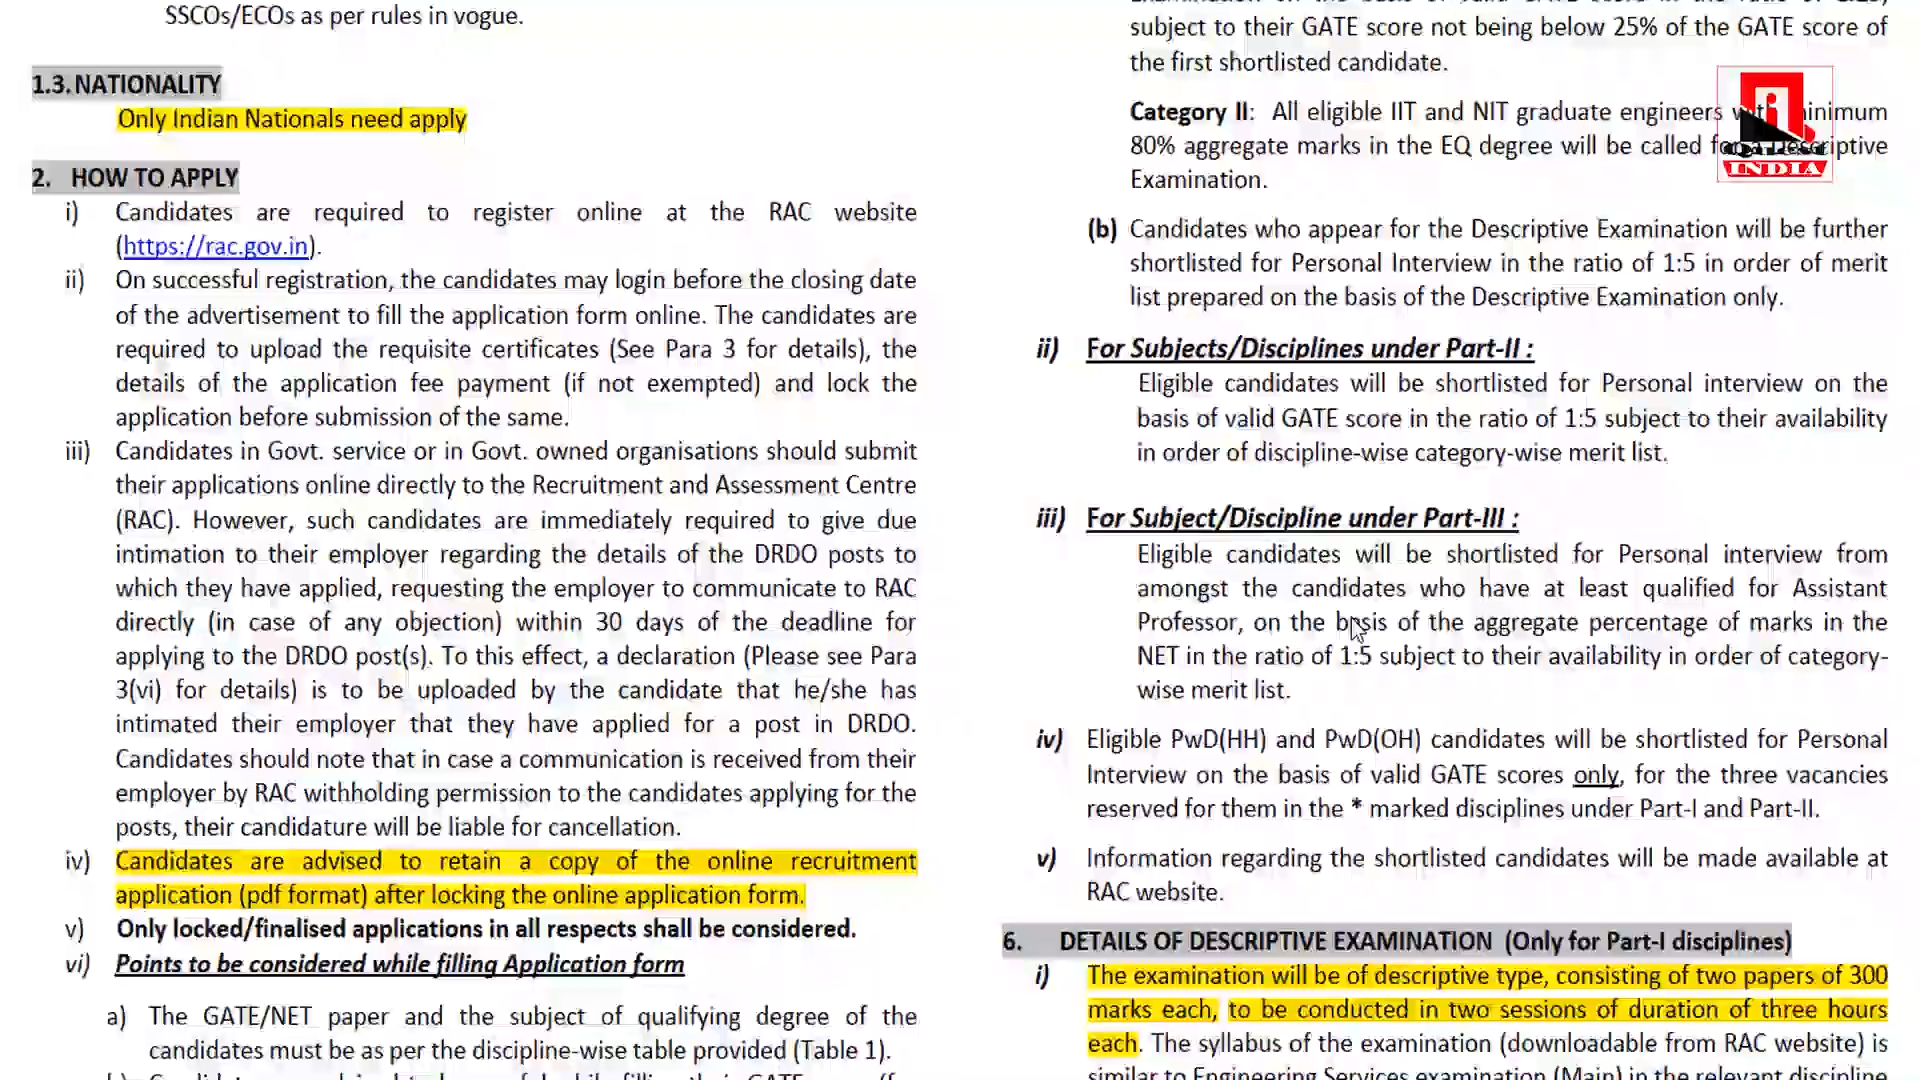 SSCOs/ECOs as per rules in vogue.
1.3. NATIONALITY
Only Indian Nationals need apply
2. HOW TO APPLY
i) Candidates are required to register online at the RAC website
(https://rac.gov.in).
ii) On successful registration, the candidates may login before the closing date
of the advertisement to fill the application form online. The candidates are
required to upload the requisite certificates (See Para 3 for details), the
details of the application fee payment (if not exempted) and lock the
application before submission of the same.
iii) Candidates in Govt. service or in Govt. owned organisations should submit
their applications online directly to the Recruitment and Assessment Centre
(RAC). However, such candidates are immediately required to give due
intimation to their employer regarding the details of the DRDO posts to
which they have applied, requesting the employer to communicate to RAC
directly (in case of any objection) within 30 days of the deadline for
applying to the DRDO post(s). To this effect, a declaration (Please see Para
3(vi) for details) is to be uploaded by the candidate that he/she has
intimated their employer that they have applied for a post in DRDO.
Candidates should note that in case a communication is received from their
employer by RAC withholding permission to the candidates applying for the
posts, their candidature will be liable for cancellation.
iv) Candidates are advised to retain a copy of the online recruitment
application (pdf format) after locking the online application form.
v) Only locked/finalised applications in all respects shall be considered.
vi) Points to be considered while filling Application form
a) The GATE/NET paper and the subject of qualifying degree of the
candidates must be as per the discipline-wise table provided (Table 1).
subject to their GATE score not being below 25% of the GATE score of
the first shortlisted candidate.
Category II: All eligible IIT and NIT graduate engineers with minimum
80% aggregate marks in the EQ degree will be called for a Descriptive
Examination.
(b) Candidates who appear for the Descriptive Examination will be further
shortlisted for Personal Interview in the ratio of 1:5 in order of merit
list prepared on the basis of the Descriptive Examination only.
ii) For Subjects/Disciplines under Part-II :
Eligible candidates will be shortlisted for Personal interview on the
basis of valid GATE score in the ratio of 1:5 subject to their availability
in order of discipline-wise category-wise merit list.
iii) For Subject/Discipline under Part-III :
Eligible candidates will be shortlisted for Personal interview from
amongst the candidates who have at least qualified for Assistant
Professor, on the basis of the aggregate percentage of marks in the
NET in the ratio of 1:5 subject to their availability in order of category-
wise merit list.
iv) Eligible PwD(HH) and PwD(OH) candidates will be shortlisted for Personal
Interview on the basis of valid GATE scores only, for the three vacancies
reserved for them in the * marked disciplines under Part-I and Part-II.
v) Information regarding the shortlisted candidates will be made available at
RAC website.
6. DETAILS OF DESCRIPTIVE EXAMINATION (Only for Part-I disciplines)
i) The examination will be of descriptive type, consisting of two papers of 300
marks each, to be conducted in two sessions of duration of three hours
each. The syllabus of the examination (downloadable from RAC website) is
similar to Engineering Services examination (Main) in the relevant discipline
INDIA